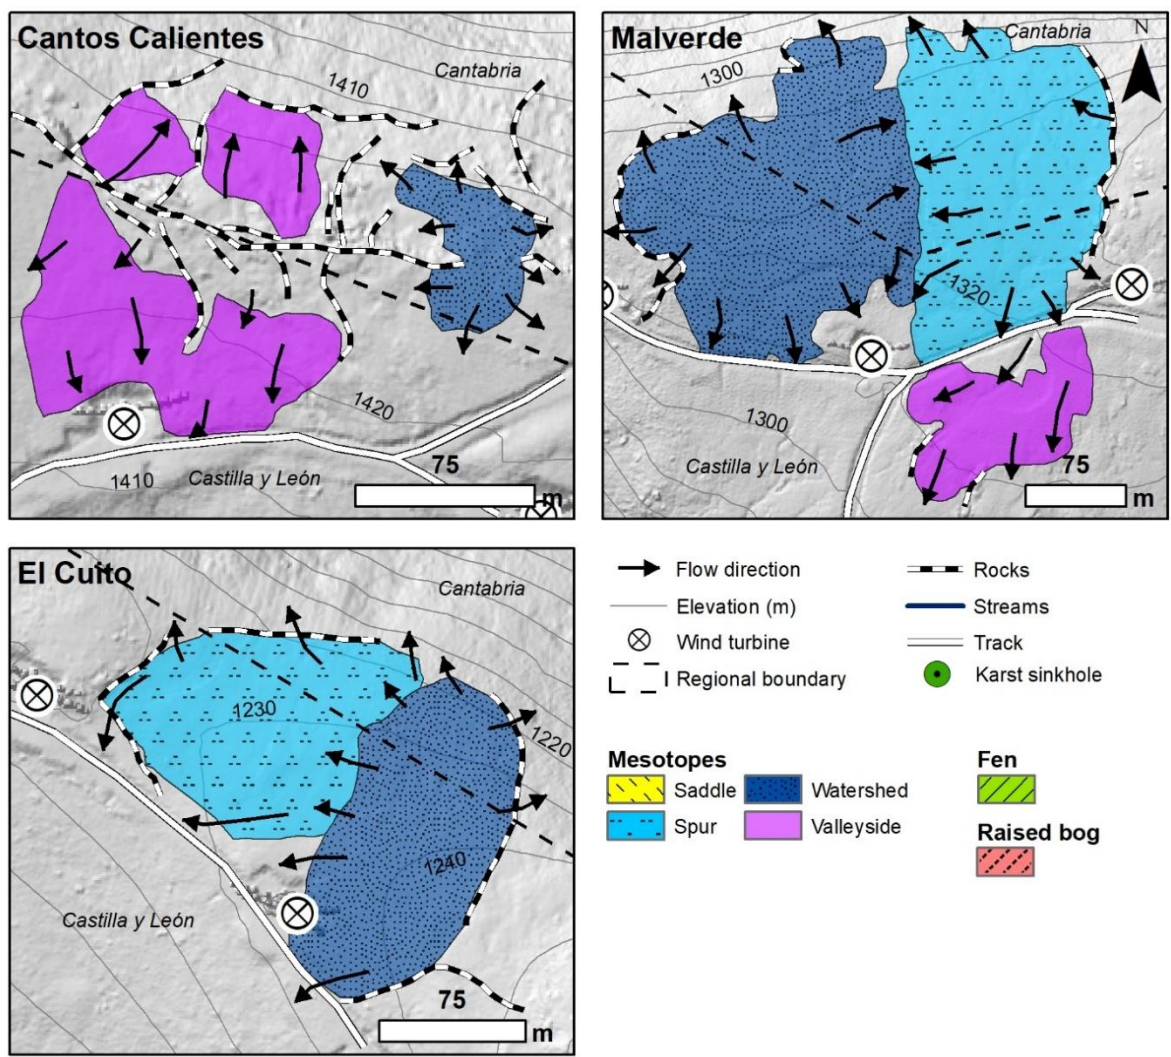 Cantos Calientes
Cantabria
1410
1420
1410
Castilla y León
75
m
Malverde
Cantabria
N
1300
1320
1300
Castilla y León
75
m
El Cuito
Cantabria
1230
1220
1240
Castilla y León
75
m
Flow direction
Elevation (m)
Wind turbine
Regional boundary
Rocks
Streams
Track
Karst sinkhole
Mesotopes
Saddle
Watershed
Spur
Valleyside
Fen
Raised bog